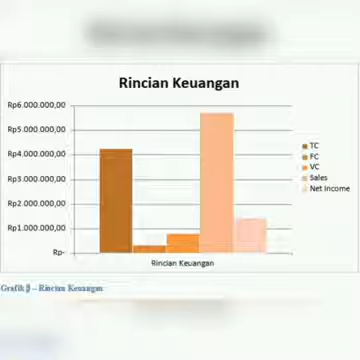 Rincian Keuangan
Rp6.000.000,00
Rp5.000.000,00
Rp4.000.000,00
Rp3.000.000,00
Rp2.000.000,00
Rp1.000.000,00
Rp-
TC
FC
VC
Sales
Net Income
Rincian Keuangan
Grafik – Rincian Keuangan